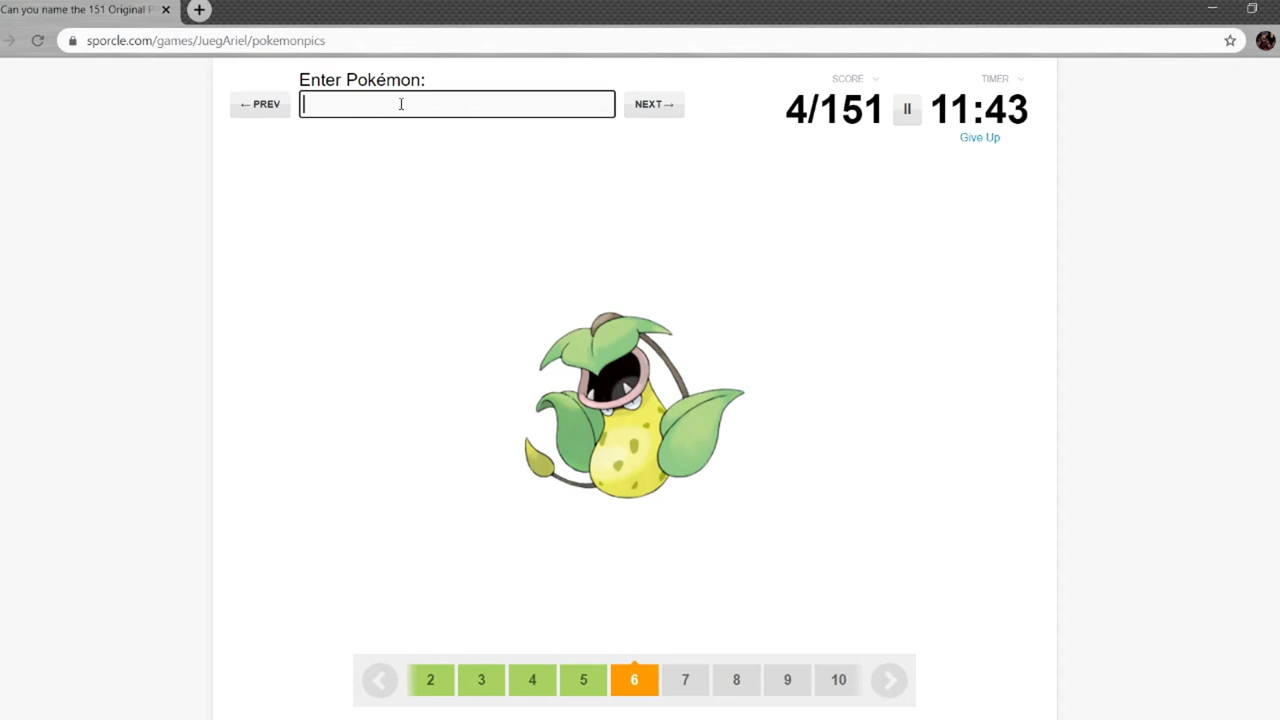 Can you name the 151 Original P
sporcle.com/games/JuegAriel/pokemonpics
Enter Pokémon:
← PREV
NEXT →
SCORE
4/151
TIMER
11:43
Give Up
2 3 4 5 6 7 8 9 10